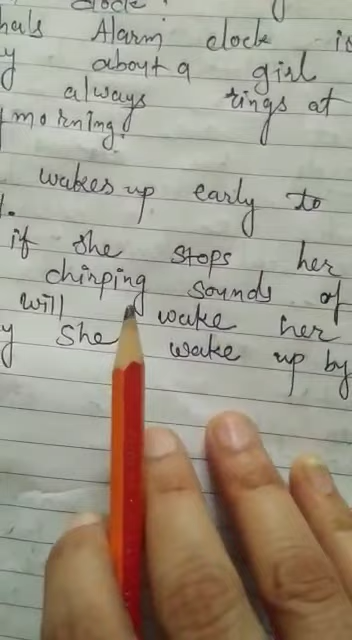 clock
hals Alarm clock is
y about a girl
always rings at
morning.
wakes up early to
if she stops her
chirping sounds of
will wake her
y she wake up by